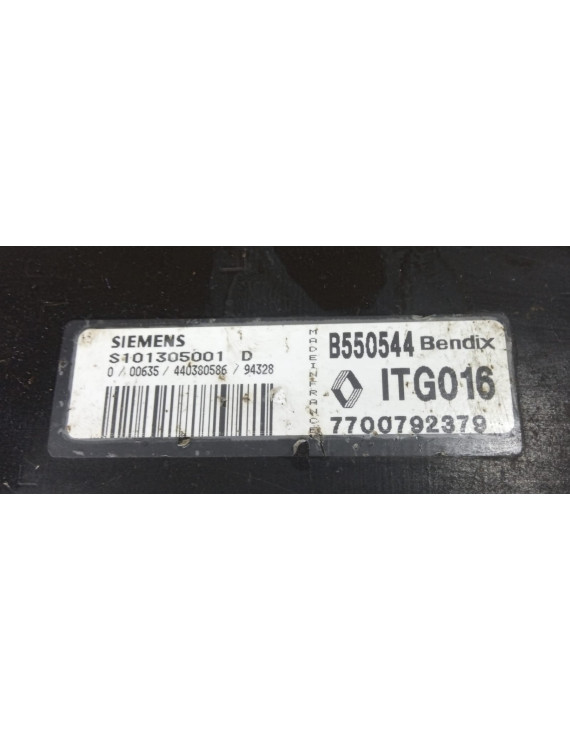 SIEMENS
S101305001 D
0 / 00635 / 440380586 / 94328
MADE IN FRANCE
B550544 Bendix
ITG016
7700792379